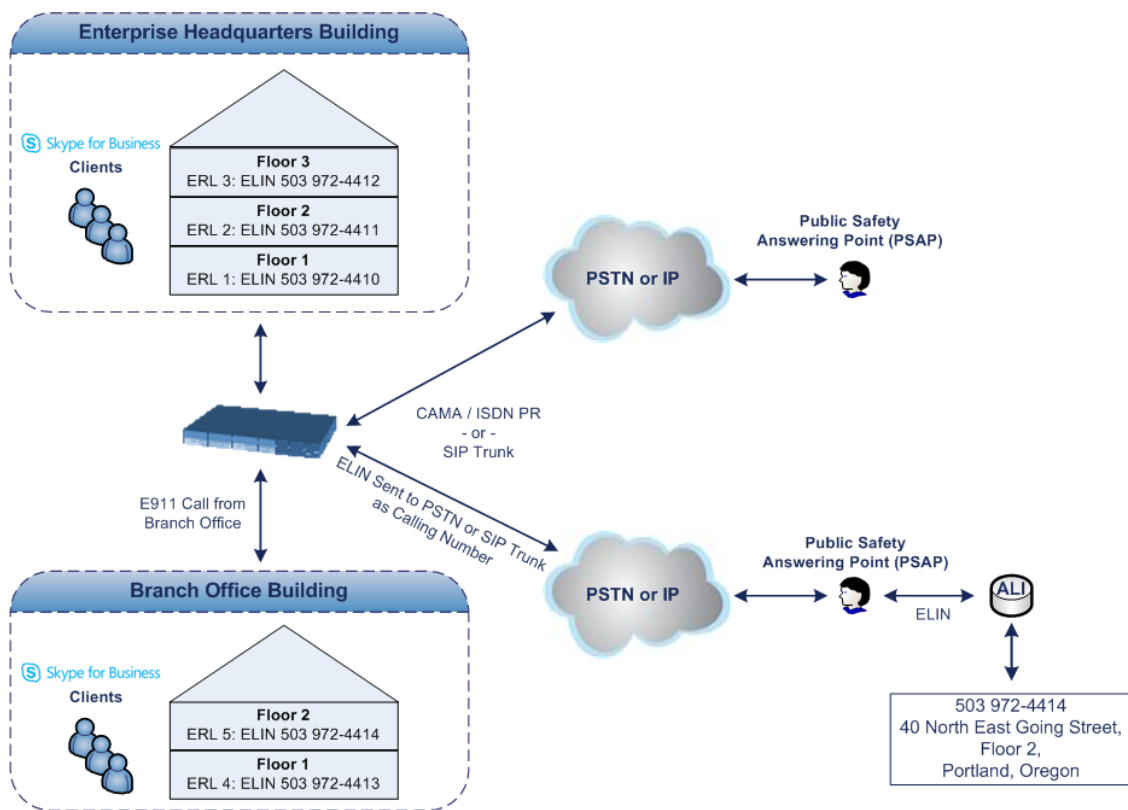 Enterprise Headquarters Building
S Skype for Business
Clients
Floor 3
ERL 3: ELIN 503 972-4412
Floor 2
ERL 2: ELIN 503 972-4411
Floor 1
ERL 1: ELIN 503 972-4410
PSTN or IP
Public Safety
Answering Point (PSAP)
CAMA / ISDN PR
- or -
SIP Trunk
ELIN Sent to PSTN or SIP Trunk
as Calling Number
E911 Call from
Branch Office
PSTN or IP
Public Safety
Answering Point (PSAP)
ELIN
ALI
503 972-4414
40 North East Going Street,
Floor 2,
Portland, Oregon
Branch Office Building
S Skype for Business
Clients
Floor 2
ERL 5: ELIN 503 972-4414
Floor 1
ERL 4: ELIN 503 972-4413